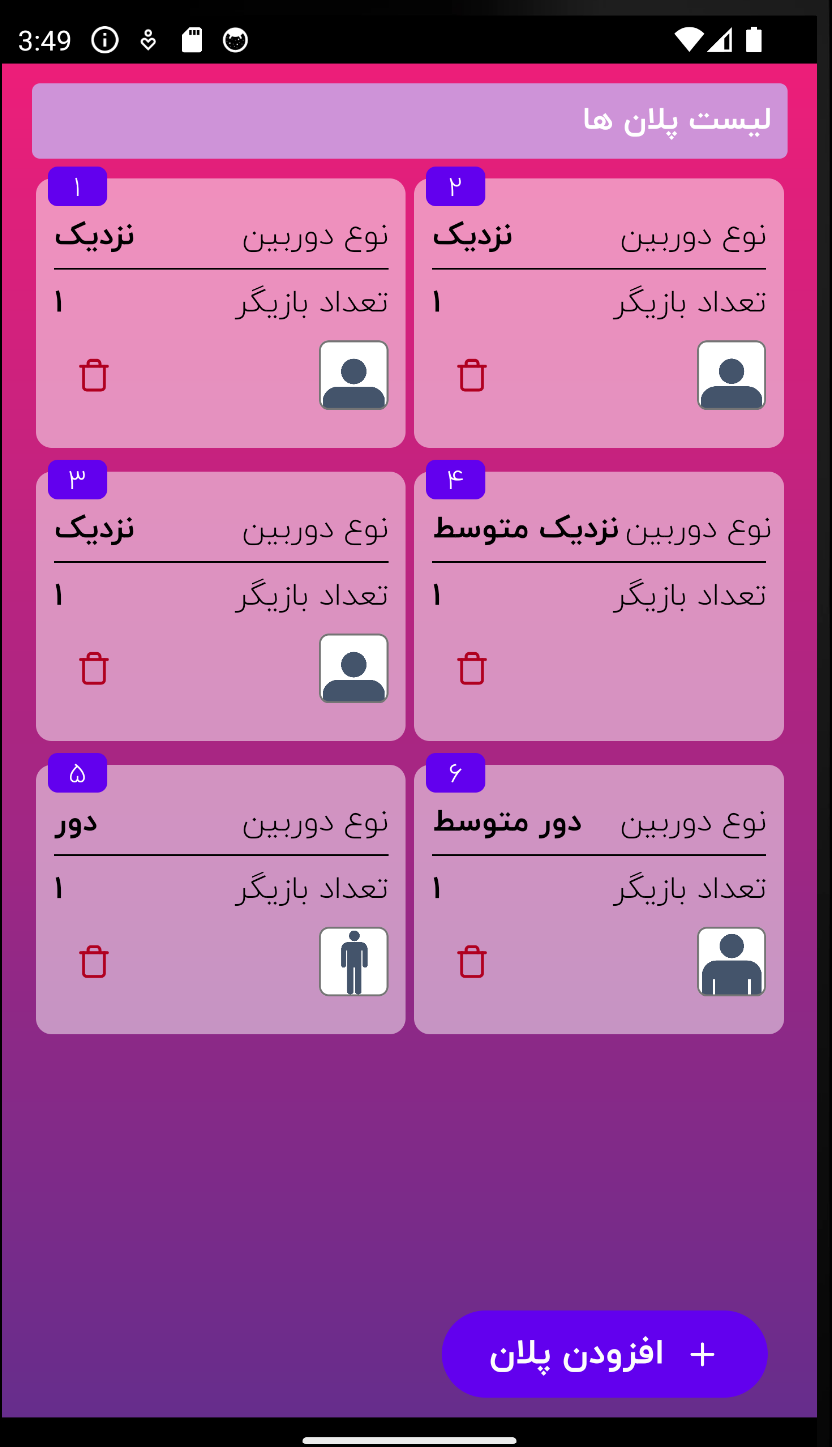 3:49
لیست پلان ها
۱
نوع دوربین نزدیک
تعداد بازیگر ۱
۲
نوع دوربین نزدیک
تعداد بازیگر ۱
۳
نوع دوربین نزدیک
تعداد بازیگر ۱
۴
نوع دوربین نزدیک متوسط
تعداد بازیگر ۱
۵
نوع دوربین دور
تعداد بازیگر ۱
۶
نوع دوربین دور متوسط
تعداد بازیگر ۱
+ افزودن پلان